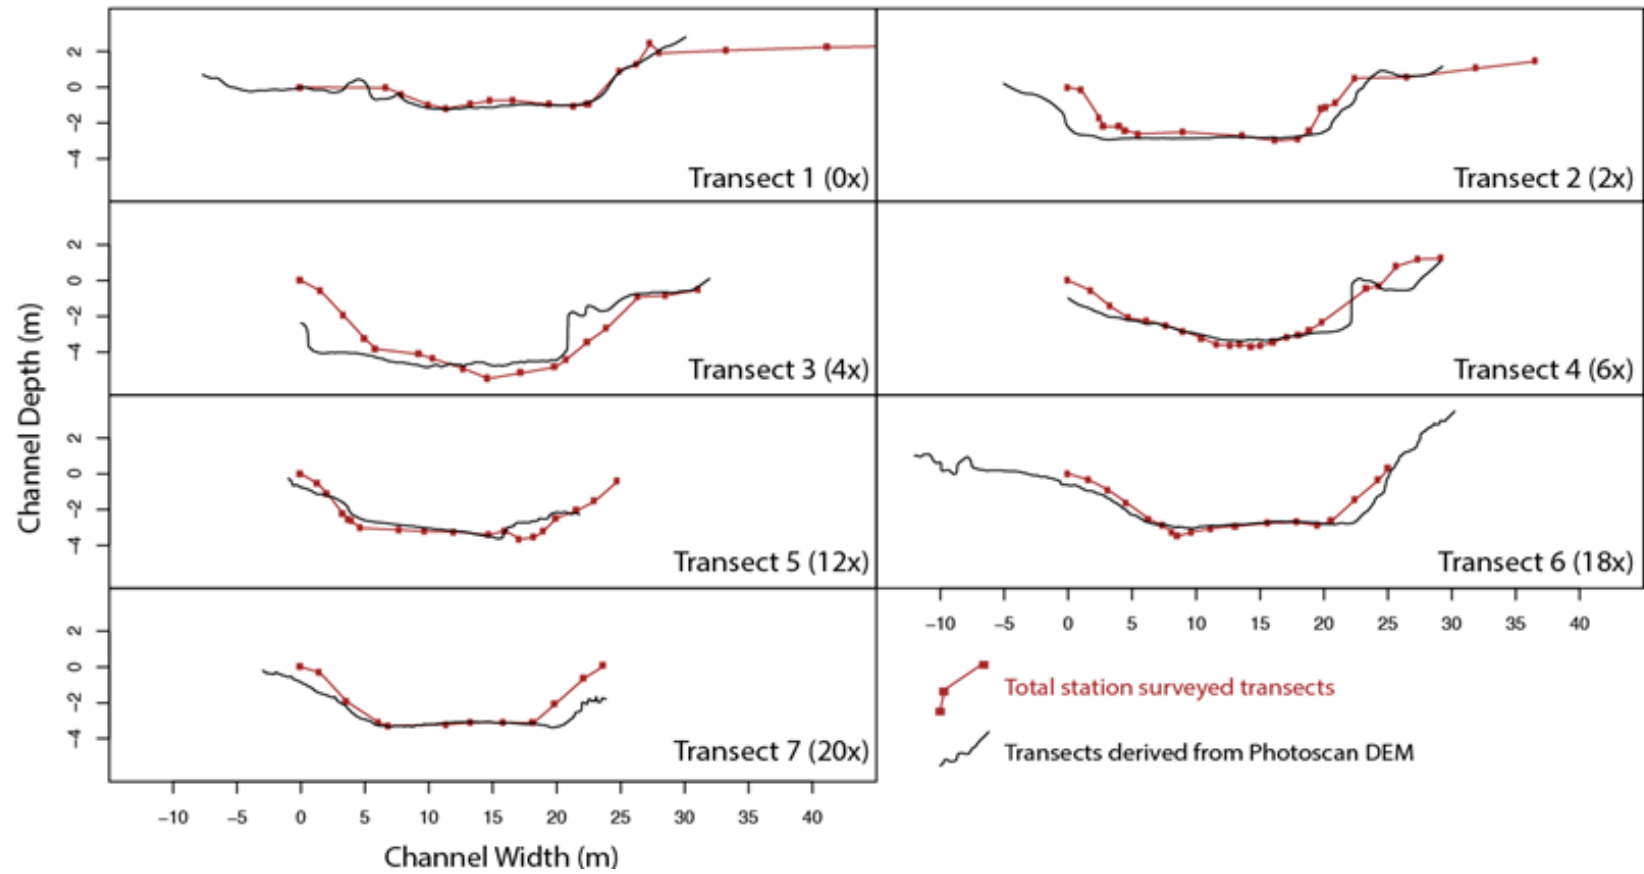 2
0
−2
−4
Transect 1 (0x)
Transect 2 (2x)
2
0
−2
−4
Transect 3 (4x)
Transect 4 (6x)
Channel Depth (m)
2
0
−2
−4
Transect 5 (12x)
Transect 6 (18x)
−10 −5 0 5 10 15 20 25 30 35 40
2
0
−2
−4
Transect 7 (20x)
Total station surveyed transects
Transects derived from Photoscan DEM
−10 −5 0 5 10 15 20 25 30 35 40
Channel Width (m)